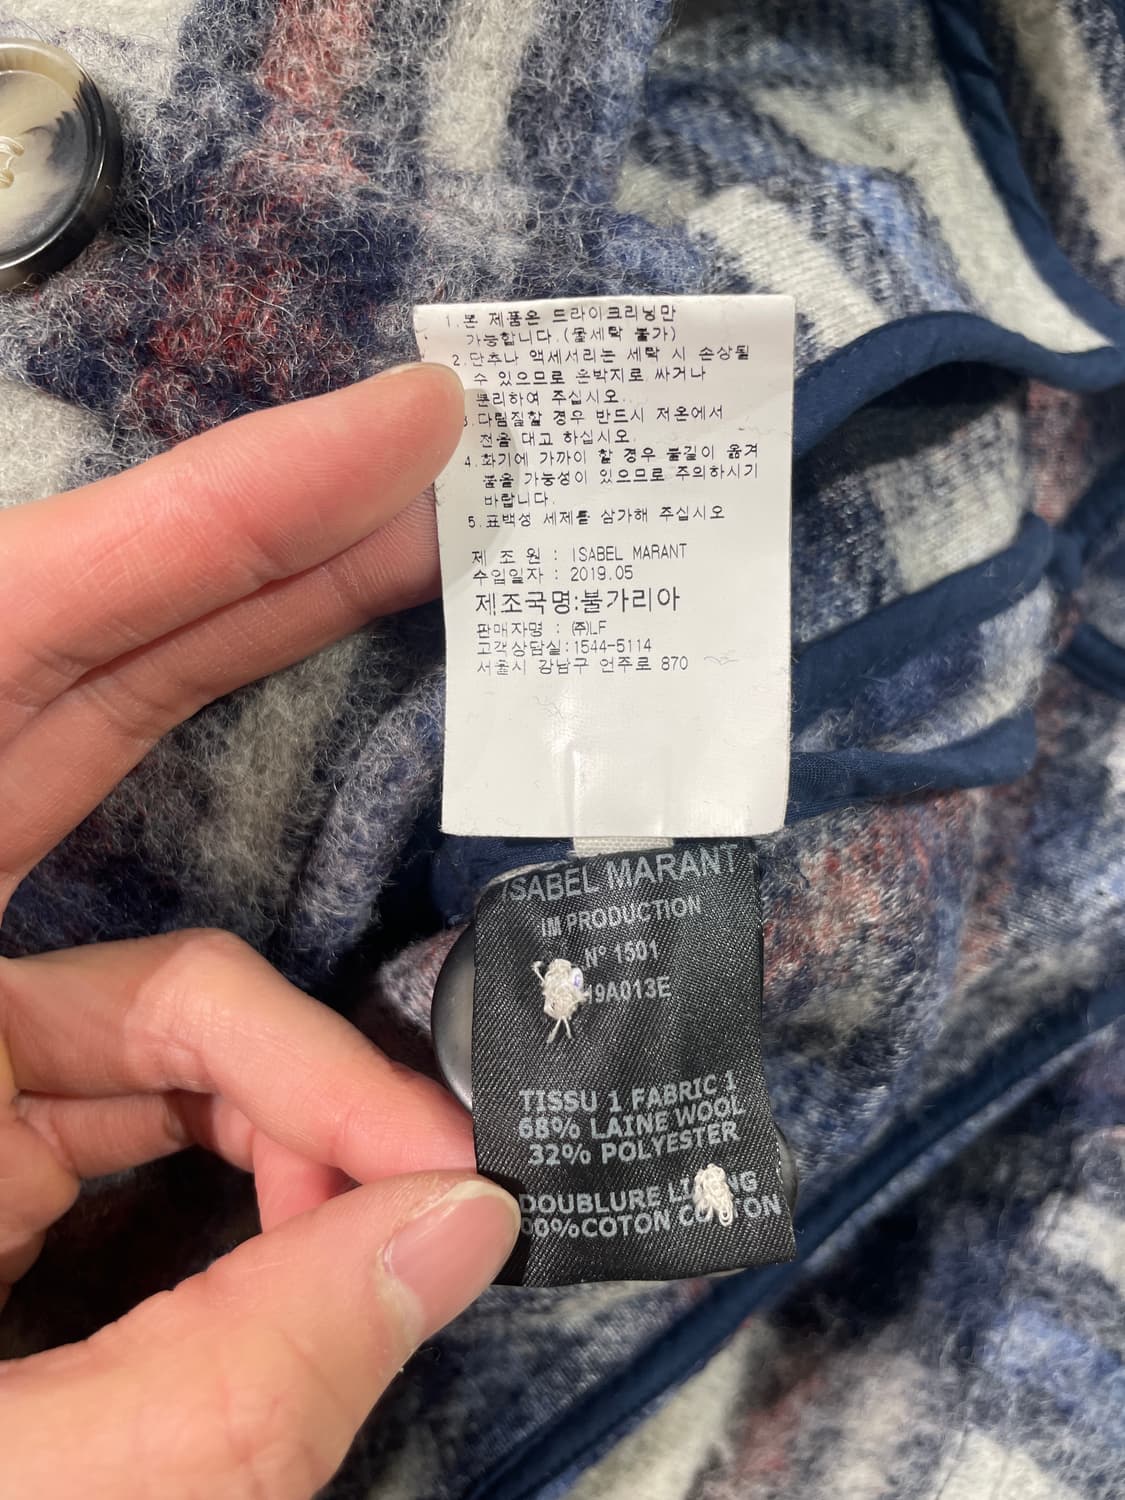 1.본 제품은 드라이크리닝만
가능합니다.(물세탁 불가)
2.단추나 액세서리는 세탁 시 손상될
수 있으므로 은박지로 싸거나
분리하여 주십시오..
3.다림질할 경우 반드시 저온에서
천을 대고 하십시오.
4.화기에 가까이 할 경우 불길이 옮겨
붙을 가능성이 있으므로 주의하시기
바랍니다.
5.표백성 세제를 삼가해 주십시오
제 조 원 : ISABEL MARANT
수입일자 : 2019.05
제조국명:불가리아
판매자명 : ㈜LF
고객상담실:1544-5114
서울시 강남구 언주로 870
ISABEL MARANT
IM PRODUCTION
N° 1501
19A013E
TISSU 1 FABRIC 1
68% LAINE WOOL
32% POLYESTER
DOUBLURE LINING
00%COTON COTTON